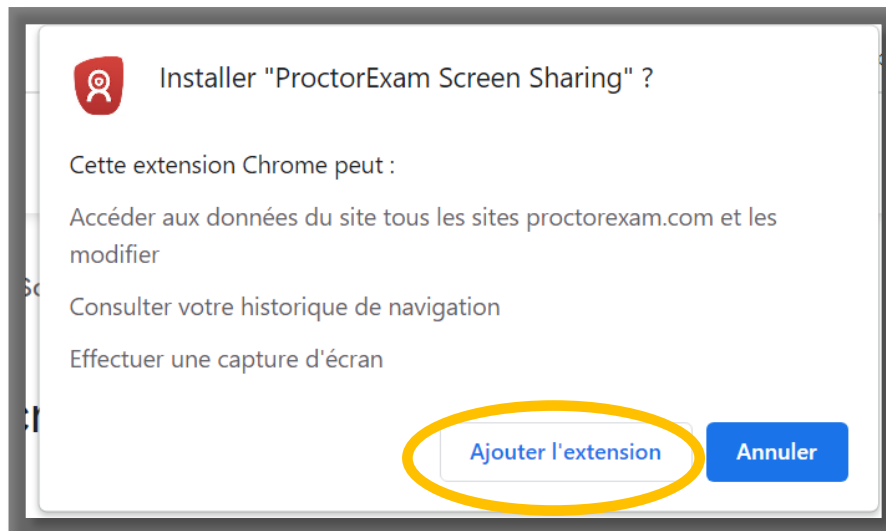 Installer "ProctorExam Screen Sharing" ?
Cette extension Chrome peut :
Accéder aux données du site tous les sites proctorexam.com et les
modifier
Consulter votre historique de navigation
Effectuer une capture d'écran
Ajouter l'extension
Annuler